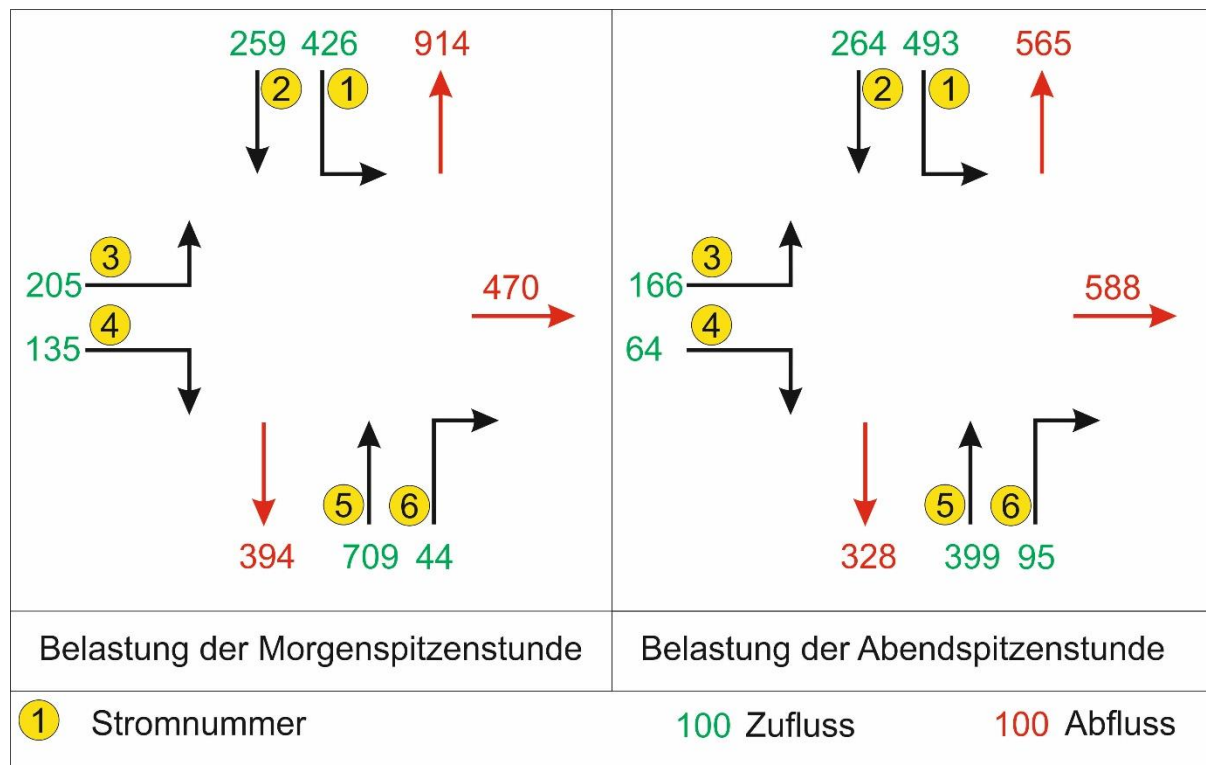 259 426 914
2 1
3
205
470
4
135
5 6
394 709 44
264 493 565
2 1
3
166
588
4
64
5 6
328 399 95
Belastung der Morgenspitzenstunde
Belastung der Abendspitzenstunde
1 Stromnummer
100 Zufluss
100 Abfluss